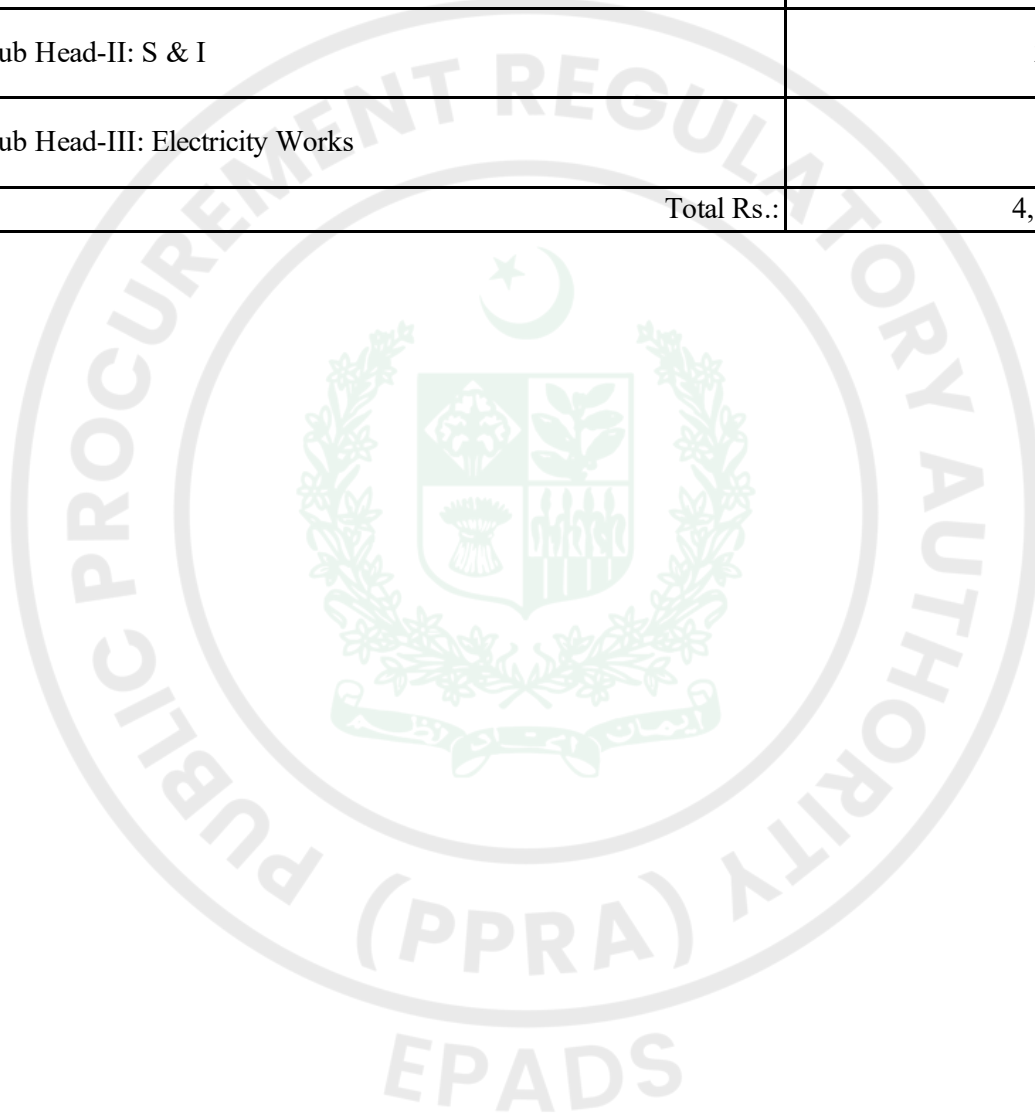 ub Head-II: S & I
ub Head-III: Electricity Works
Total Rs.: 4,
PUBLIC PROCUREMENT REGULATORY AUTHORITY
(PPRA)
EPADS